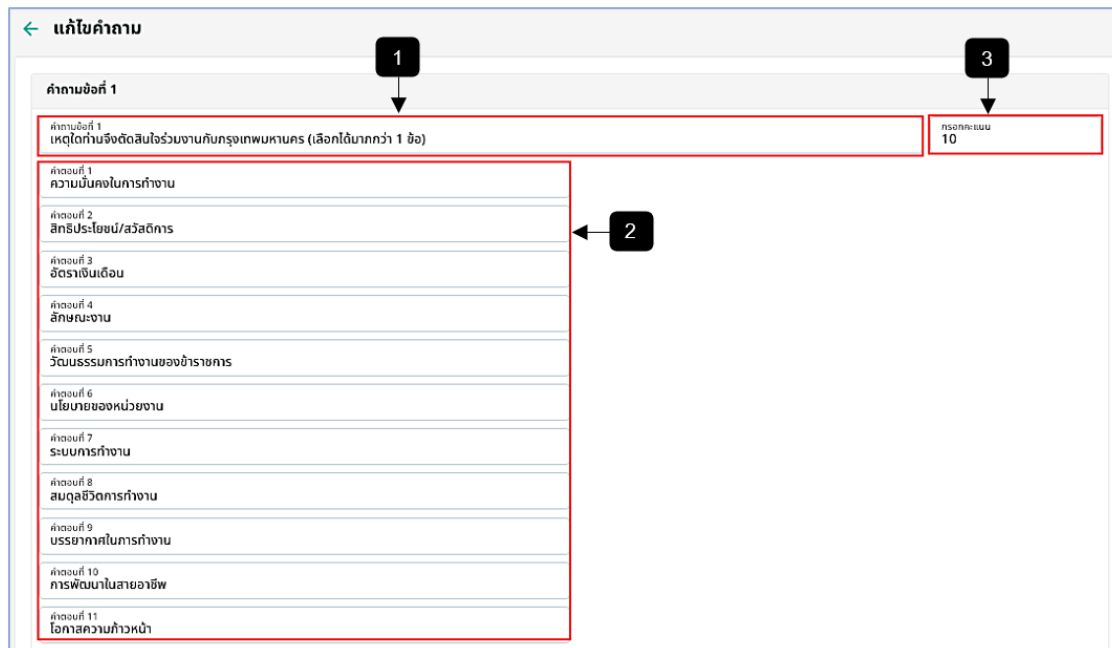 ← แก้ไขคำถาม
1
3
คำถามข้อที่ 1
คำถามข้อที่ 1
เหตุใดท่านจึงตัดสินใจร่วมงานกับกรุงเทพมหานคร (เลือกได้มากกว่า 1 ข้อ)
กรอกคะแนน
10
คำตอบที่ 1
ความมั่นคงในการทำงาน
คำตอบที่ 2
สิทธิประโยชน์/สวัสดิการ
2
คำตอบที่ 3
อัตราเงินเดือน
คำตอบที่ 4
ลักษณะงาน
คำตอบที่ 5
วัฒนธรรมการทำงานของข้าราชการ
คำตอบที่ 6
นโยบายของหน่วยงาน
คำตอบที่ 7
ระบบการทำงาน
คำตอบที่ 8
สมดุลชีวิตการทำงาน
คำตอบที่ 9
บรรยากาศในการทำงาน
คำตอบที่ 10
การพัฒนาในสายอาชีพ
คำตอบที่ 11
โอกาสความก้าวหน้า